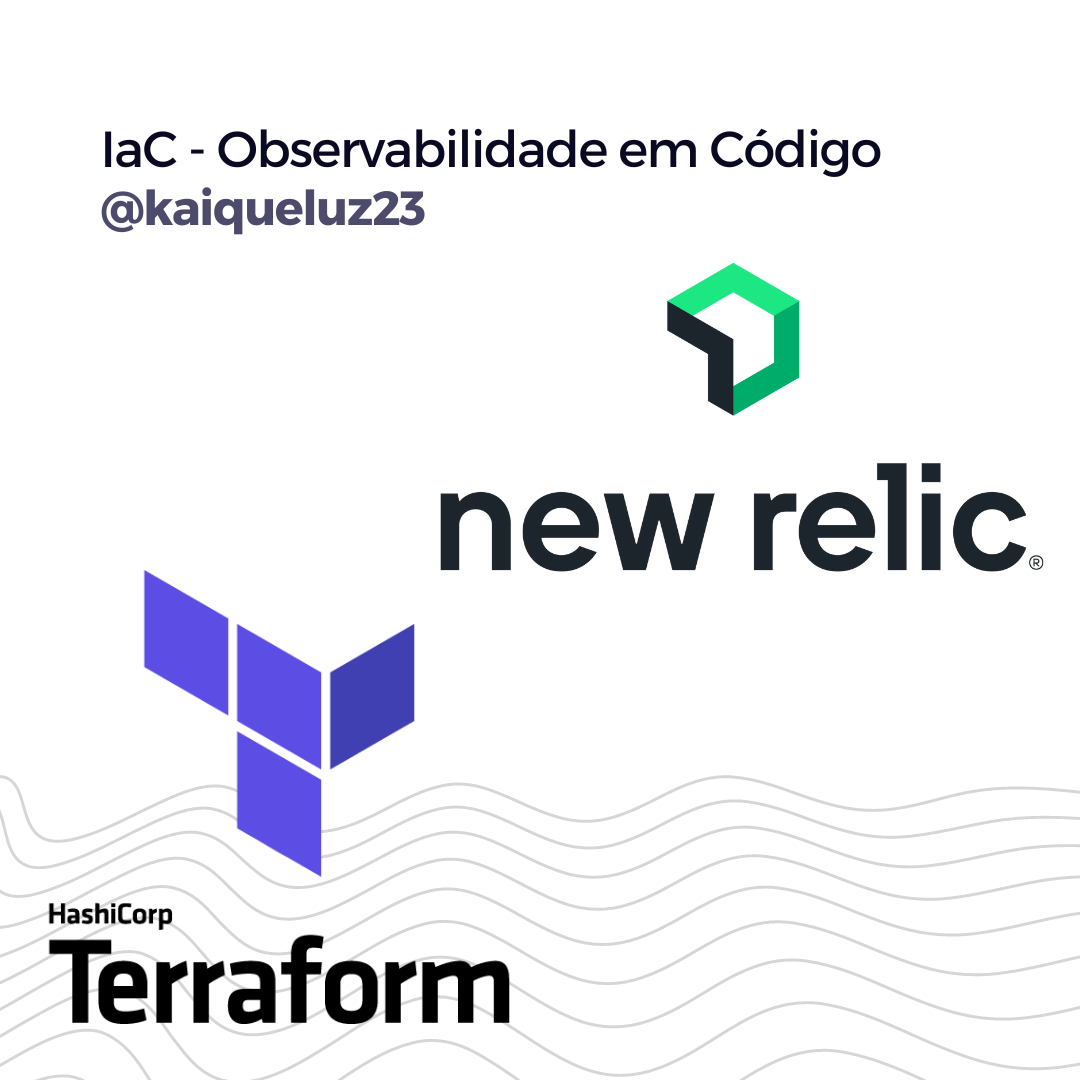 IaC - Observabilidade em Código
@kaiqueluz23
new relic®
HashiCorp
Terraform